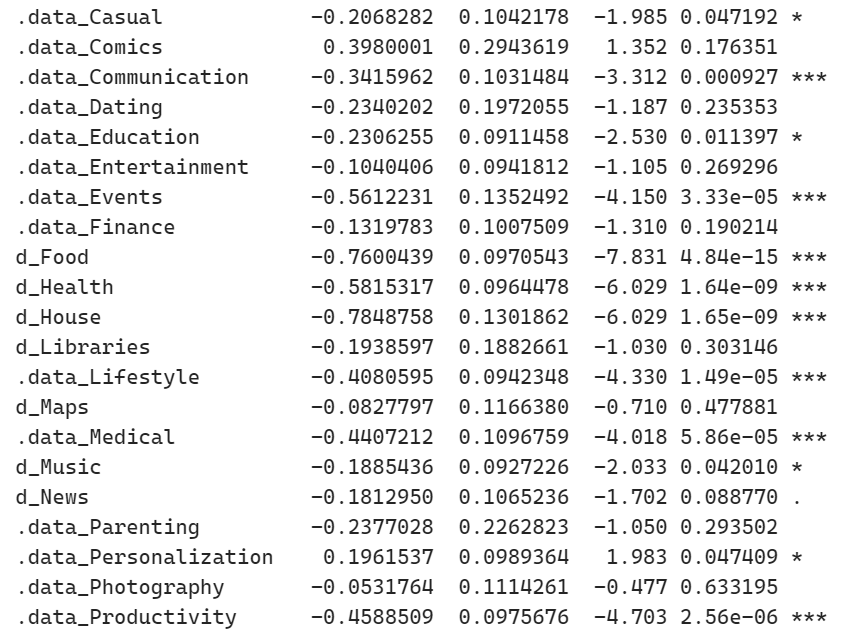 .data_Casual -0.2068282 0.1042178 -1.985 0.047192 *
.data_Comics 0.3980001 0.2943619 1.352 0.176351
.data_Communication -0.3415962 0.1031484 -3.312 0.000927 ***
.data_Dating -0.2340202 0.1972055 -1.187 0.235353
.data_Education -0.2306255 0.0911458 -2.530 0.011397 *
.data_Entertainment -0.1040406 0.0941812 -1.105 0.269296
.data_Events -0.5612231 0.1352492 -4.150 3.33e-05 ***
.data_Finance -0.1319783 0.1007509 -1.310 0.190214
d_Food -0.7600439 0.0970543 -7.831 4.84e-15 ***
d_Health -0.5815317 0.0964478 -6.029 1.64e-09 ***
d_House -0.7848758 0.1301862 -6.029 1.65e-09 ***
d_Libraries -0.1938597 0.1882661 -1.030 0.303146
.data_Lifestyle -0.4080595 0.0942348 -4.330 1.49e-05 ***
d_Maps -0.0827797 0.1166380 -0.710 0.477881
.data_Medical -0.4407212 0.1096759 -4.018 5.86e-05 ***
d_Music -0.1885436 0.0927226 -2.033 0.042010 *
d_News -0.1812950 0.1065236 -1.702 0.088770 .
.data_Parenting -0.2377028 0.2262823 -1.050 0.293502
.data_Personalization 0.1961537 0.0989364 1.983 0.047409 *
.data_Photography -0.0531764 0.1114261 -0.477 0.633195
.data_Productivity -0.4588509 0.0975676 -4.703 2.56e-06 ***